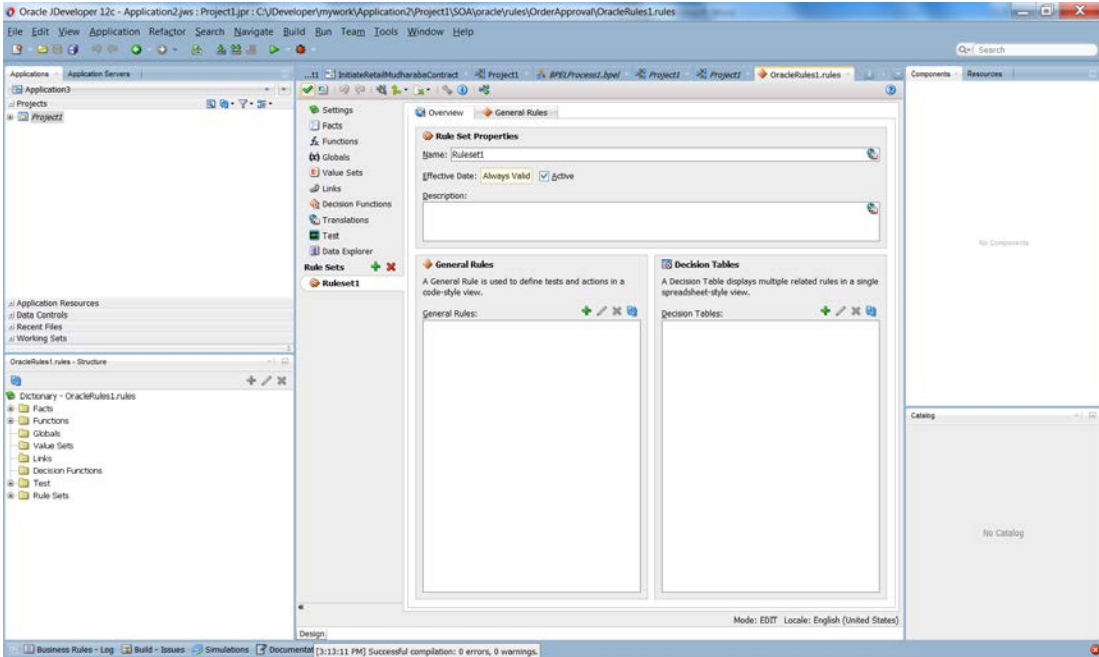 Oracle JDeveloper 12c - Application2.jws : Project1.jpr : C:\JDeveloper\mywork\Application2\Project1\SOA\oracle\rules\OrderApproval\OracleRules1.rules
File Edit View Application Refactor Search Navigate Build Run Team Tools Window Help
Search
Applications Application Servers
Application3
Projects
Project1
Application Resources
Data Controls
Recent Files
Working Sets
OracleRules1.rules - Structure
Dictionary - OracleRules1.rules
Facts
Functions
Globals
Value Sets
Links
Decision Functions
Test
Rule Sets
...t1 InitiateRetailMudharabaContract Project1 BPELProcess1.bpel Project1 Project1 OracleRules1.rules
Settings
Facts
Functions
Globals
Value Sets
Links
Decision Functions
Translations
Test
Data Explorer
Rule Sets
Ruleset1
Overview General Rules
Rule Set Properties
Name: Ruleset1
Effective Date: Always Valid Active
Description:
General Rules
A General Rule is used to define tests and actions in a
code-style view.
General Rules:
Decision Tables
A Decision Table displays multiple related rules in a single
spreadsheet-style view.
Decision Tables:
Mode: EDIT Locale: English (United States)
Design
Components Resources
No Components
Catalog
No Catalog
Business Rules - Log Build - Issues Simulations Documentat [3:13:11 PM] Successful compilation: 0 errors, 0 warnings.